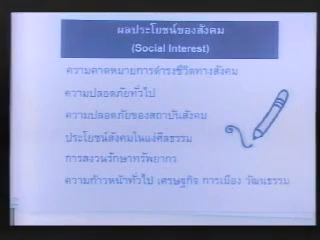 ผลประโยชน์ของสังคม
(Social Interest)
ความคาดหมายการดำรงชีวิตทางสังคม
ความปลอดภัยทั่วไป
ความปลอดภัยของสถาบันสังคม
ประโยชน์สังคมในแง่ศีลธรรม
การสงวนรักษาทรัพยากร
ความก้าวหน้าทั่วไป เศรษฐกิจ การเมือง วัฒนธรรม